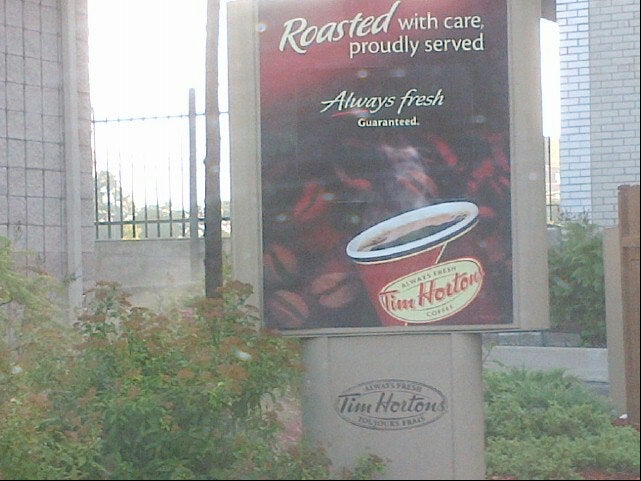 Roasted with care,
proudly served
Always fresh
Guaranteed.
ALWAYS FRESH
Tim Hortons
COFFEE
ALWAYS FRESH
Tim Hortons
TOUJOURS FRAIS